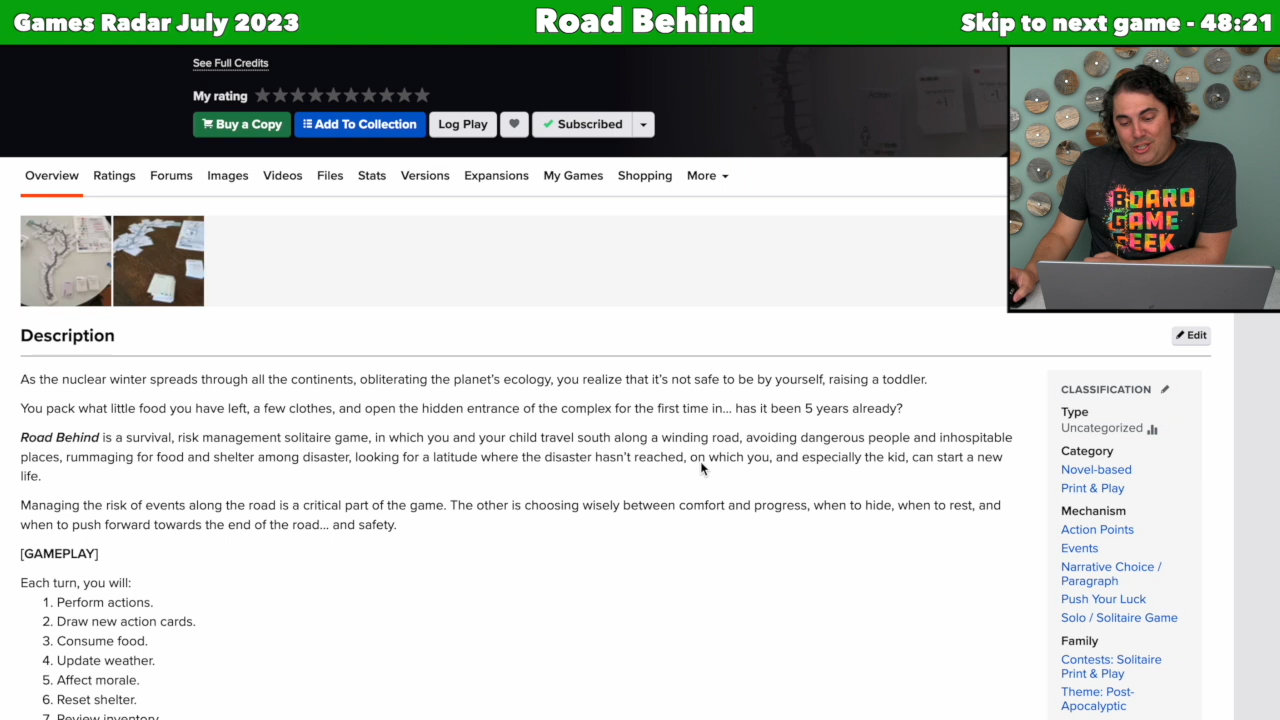 Games Radar July 2023
Road Behind
Skip to next game - 48:21
See Full Credits
My rating
Buy a Copy
Add To Collection
Log Play
Subscribed
Overview
Ratings
Forums
Images
Videos
Files
Stats
Versions
Expansions
My Games
Shopping
More
BOARD
GAME
GEEK
Description
Edit
As the nuclear winter spreads through all the continents, obliterating the planet's ecology, you realize that it's not safe to be by yourself, raising a toddler.
You pack what little food you have left, a few clothes, and open the hidden entrance of the complex for the first time in... has it been 5 years already?
Road Behind is a survival, risk management solitaire game, in which you and your child travel south along a winding road, avoiding dangerous people and inhospitable
places, rummaging for food and shelter among disaster, looking for a latitude where the disaster hasn't reached, on which you, and especially the kid, can start a new
life.
Managing the risk of events along the road is a critical part of the game. The other is choosing wisely between comfort and progress, when to hide, when to rest, and
when to push forward towards the end of the road... and safety.
[GAMEPLAY]
Each turn, you will:
1. Perform actions.
2. Draw new action cards.
3. Consume food.
4. Update weather.
5. Affect morale.
6. Reset shelter.
7. Review inventory.
CLASSIFICATION
Type
Uncategorized
Category
Novel-based
Print & Play
Mechanism
Action Points
Events
Narrative Choice /
Paragraph
Push Your Luck
Solo / Solitaire Game
Family
Contests: Solitaire
Print & Play
Theme: Post-
Apocalyptic